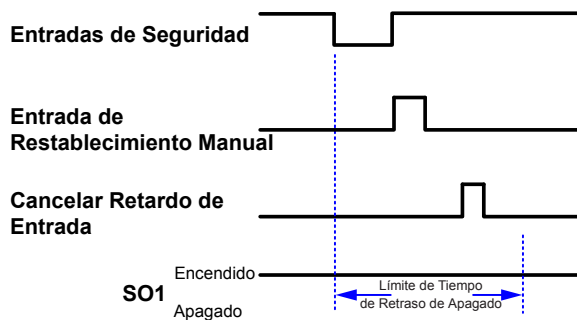 Entradas de Seguridad
Entrada de
Restablecimiento Manual
Cancelar Retardo de
Entrada
Encendido
SO1
Apagado
Límite de Tiempo
de Retraso de Apagado